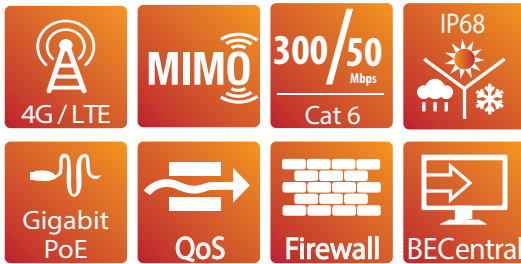 4G / LTE
MIMO
300/50
Mbps
Cat 6
IP68
Gigabit
PoE
QoS
Firewall
BECentral